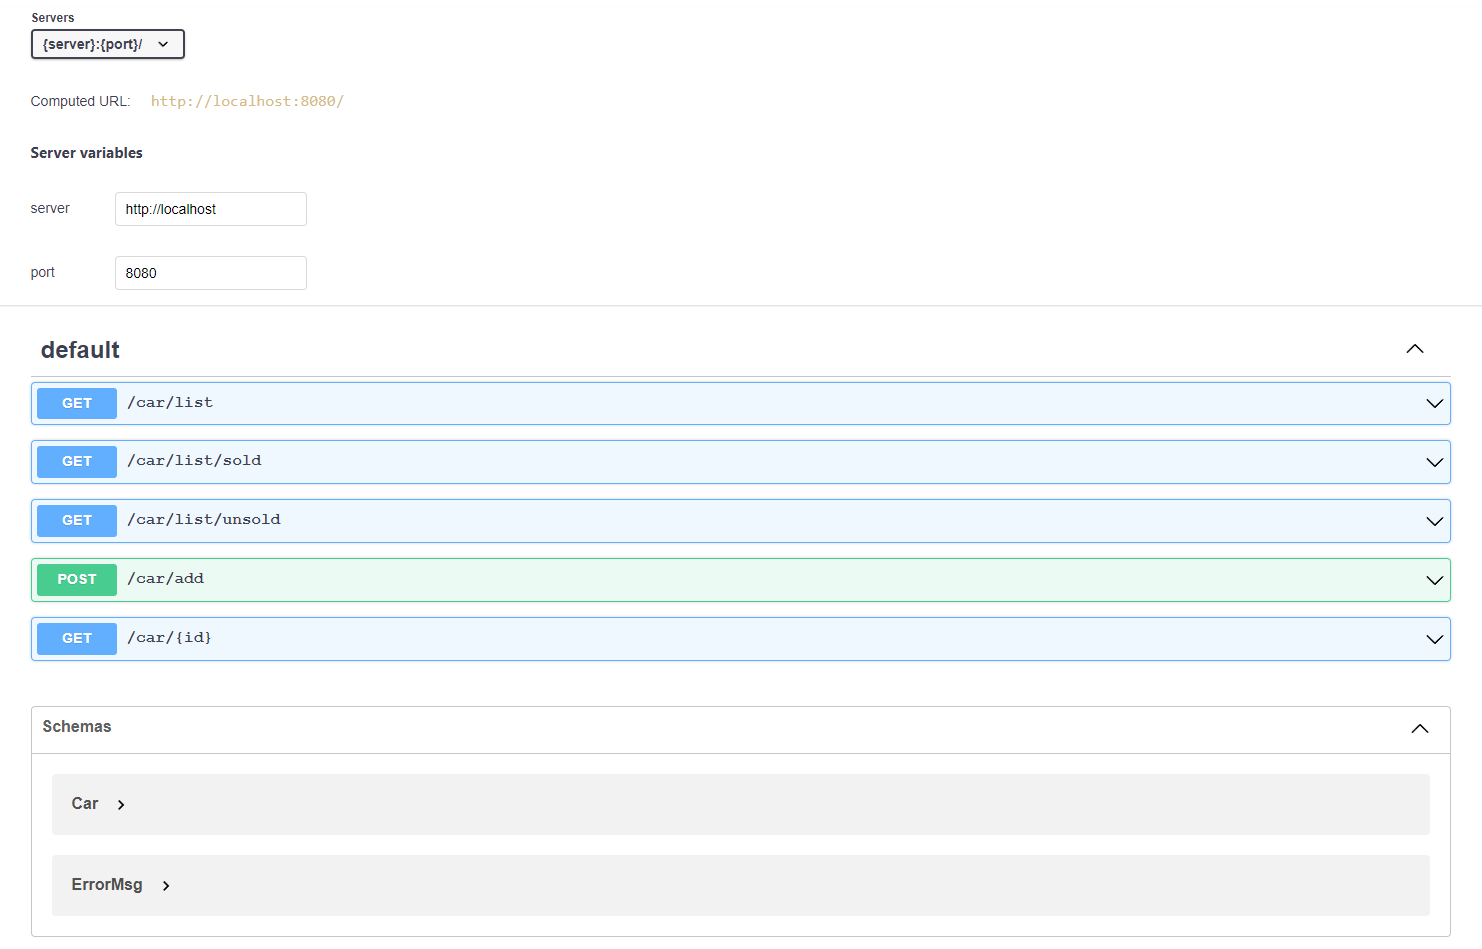 Servers
{server}:{port}/
Computed URL: http://localhost:8080/
Server variables
server http://localhost
port 8080
default
GET /car/list
GET /car/list/sold
GET /car/list/unsold
POST /car/add
GET /car/{id}
Schemas
Car
ErrorMsg